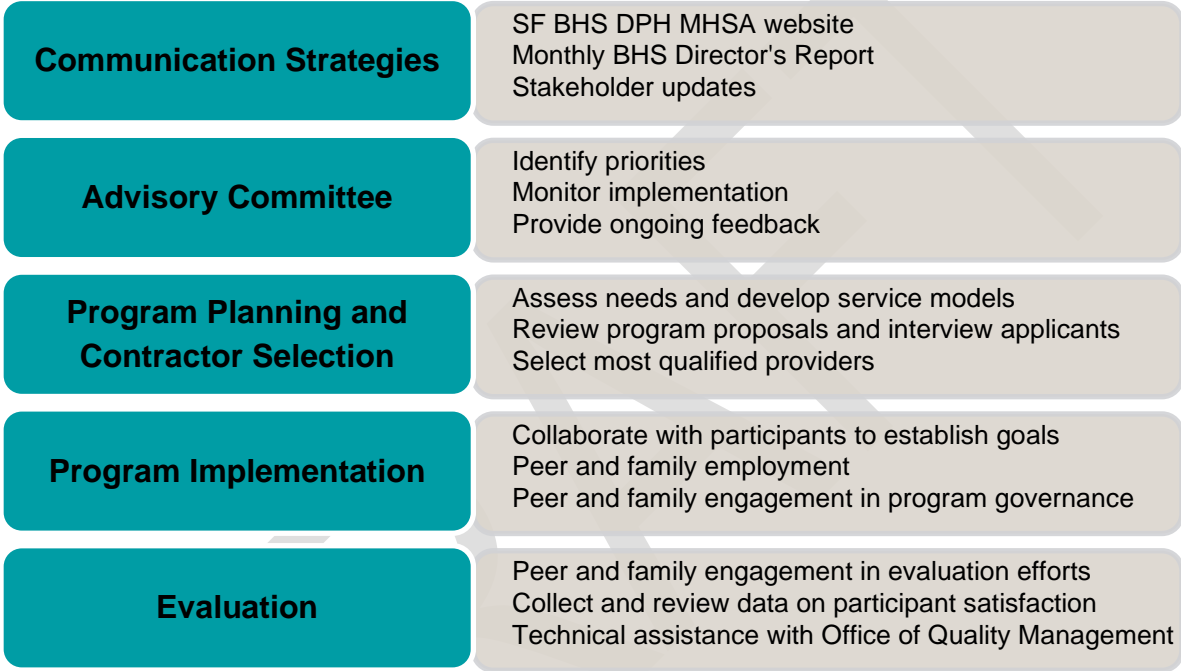 Communication Strategies
SF BHS DPH MHSA website
Monthly BHS Director's Report
Stakeholder updates
Advisory Committee
Identify priorities
Monitor implementation
Provide ongoing feedback
Program Planning and
Contractor Selection
Assess needs and develop service models
Review program proposals and interview applicants
Select most qualified providers
Program Implementation
Collaborate with participants to establish goals
Peer and family employment
Peer and family engagement in program governance
Evaluation
Peer and family engagement in evaluation efforts
Collect and review data on participant satisfaction
Technical assistance with Office of Quality Management